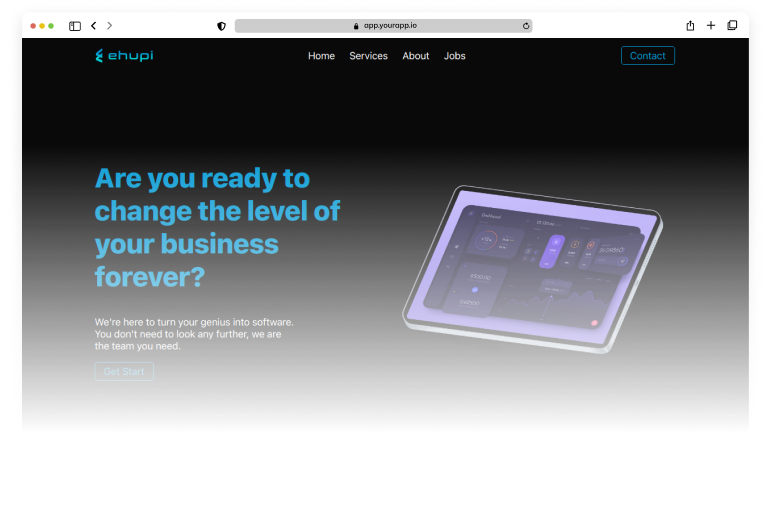 app.yourapp.io
ehupi
Home Services About Jobs
Contact
Are you ready to
change the level of
your business
forever?
We're here to turn your genius into software.
You don't need to look any further, we are
the team you need.
Get Start
Dashboard